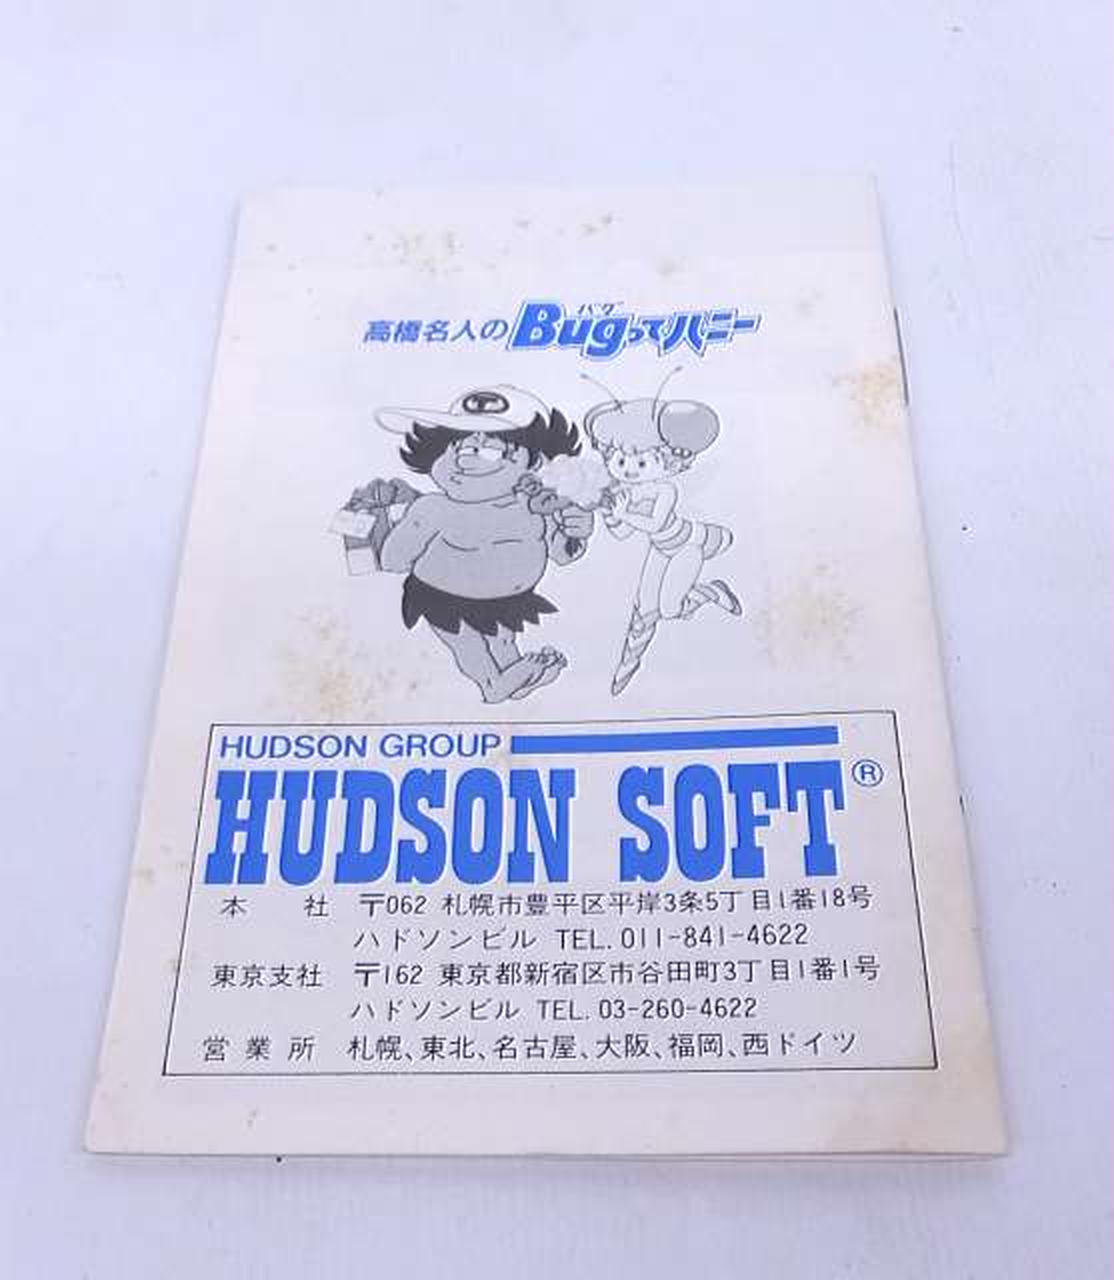 高橋名人のBugってハニー
バグ
T
HUDSON GROUP
HUDSON SOFT®
本 社 〒062 札幌市豊平区平岸3条5丁目1番18号
ハドソンビル TEL. 011-841-4622
東京支社 〒162 東京都新宿区市谷田町3丁目1番1号
ハドソンビル TEL. 03-260-4622
営業所 札幌、東北、名古屋、大阪、福岡、西ドイツ